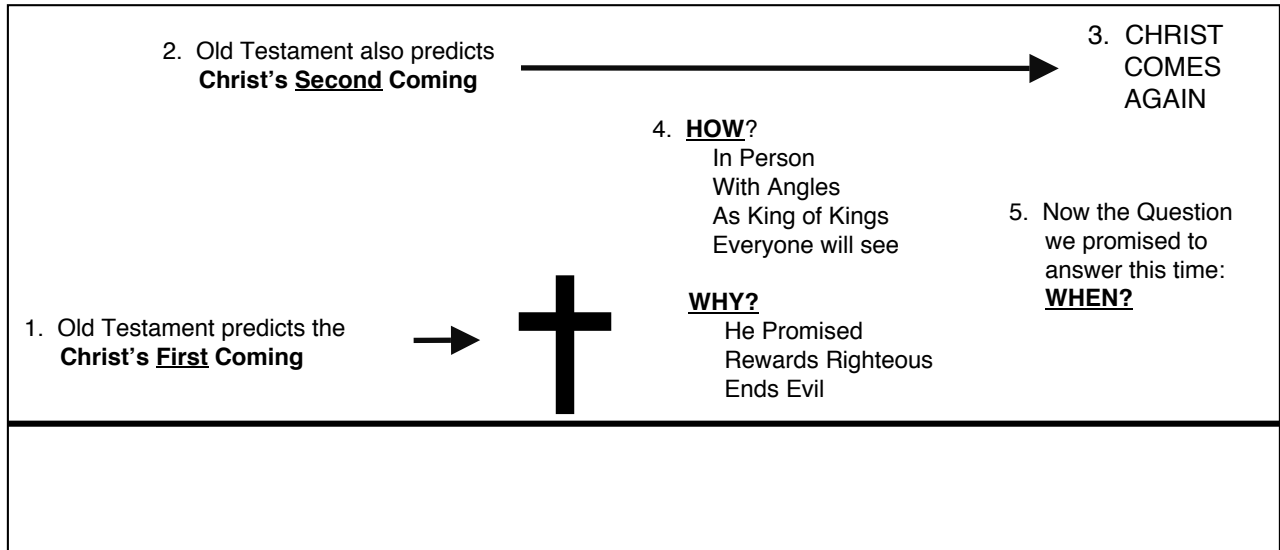 2. Old Testament also predicts
Christ's Second Coming
3. CHRIST
COMES
AGAIN
4. HOW?
In Person
With Angles
As King of Kings
Everyone will see
5. Now the Question
we promised to
answer this time:
WHEN?
WHY?
He Promised
Rewards Righteous
Ends Evil
1. Old Testament predicts the
Christ's First Coming